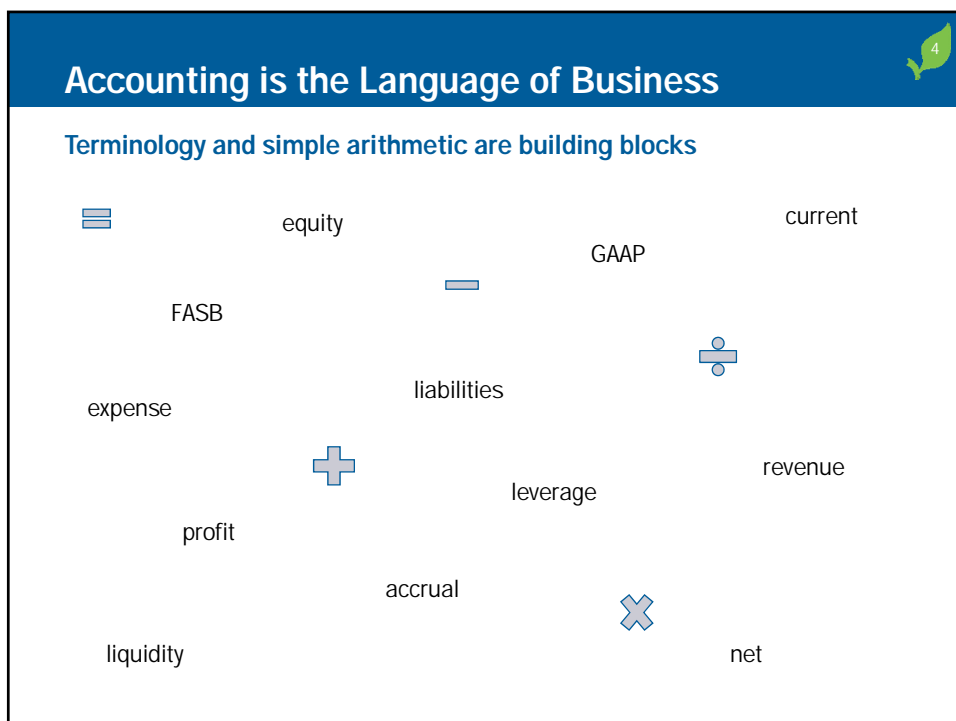 4
Accounting is the Language of Business
Terminology and simple arithmetic are building blocks
= equity current
GAAP
−
FASB
÷
liabilities
expense
+ revenue
leverage
profit
accrual
×
liquidity net